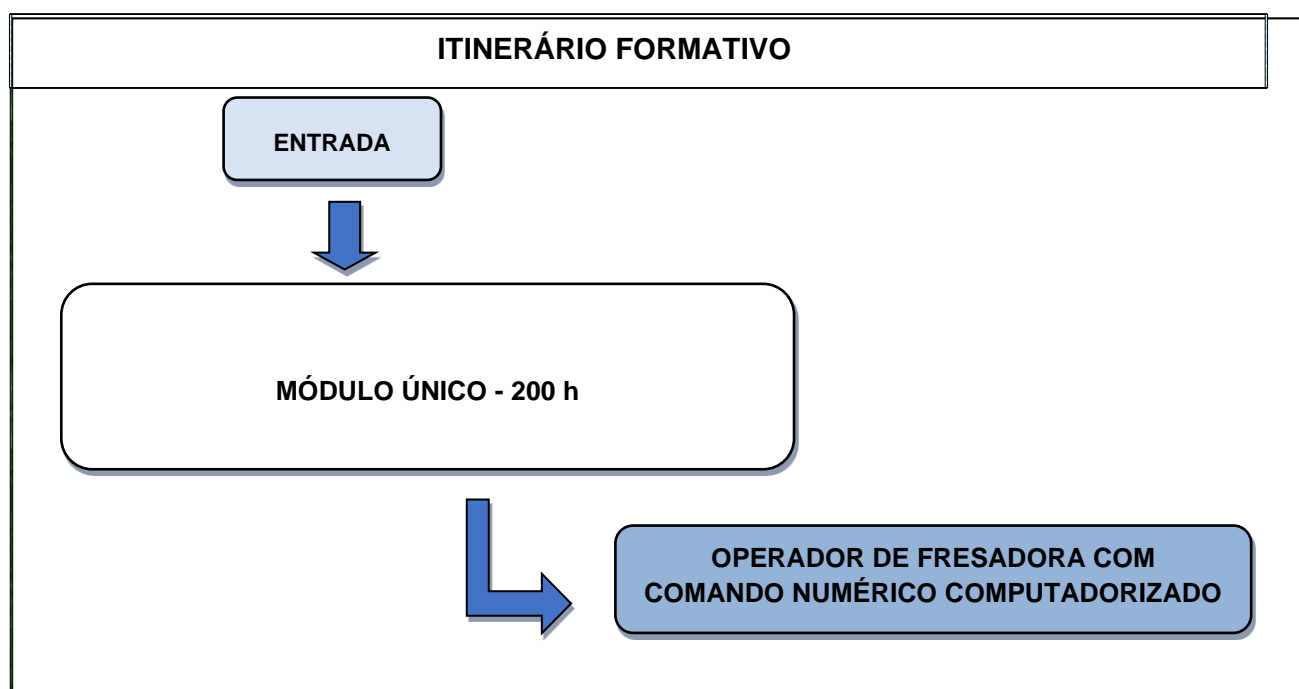 ITINERÁRIO FORMATIVO
ENTRADA
MÓDULO ÚNICO - 200 h
OPERADOR DE FRESADORA COM
COMANDO NUMÉRICO COMPUTADORIZADO